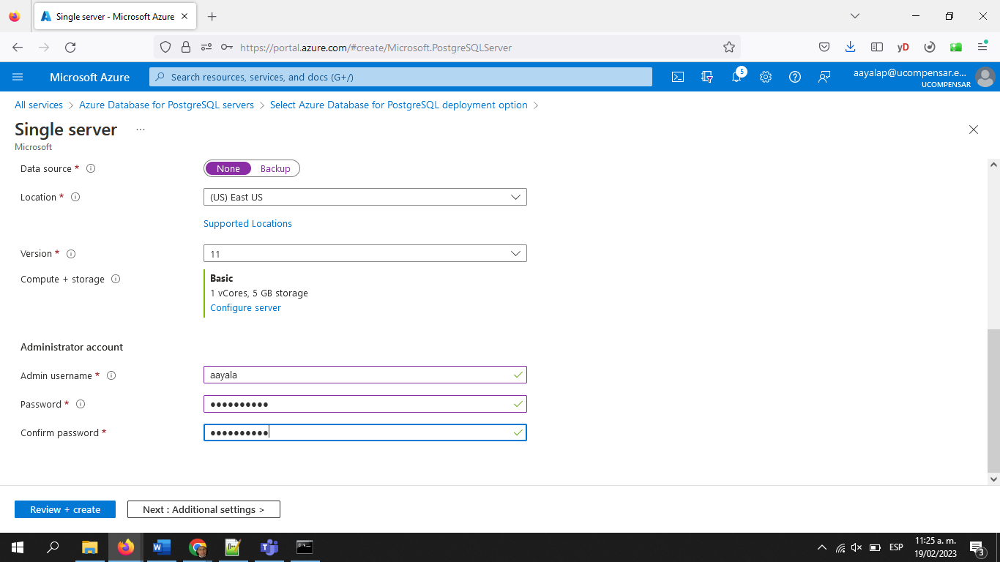 Single server - Microsoft Azure
https://portal.azure.com/#create/Microsoft.PostgreSQLServer
yD
Microsoft Azure
Search resources, services, and docs (G+/)
5
aayalap@ucompensar.e...
UCOMPENSAR
All services > Azure Database for PostgreSQL servers > Select Azure Database for PostgreSQL deployment option >
Single server ...
Microsoft
Data source * None Backup
Location * (US) East US
Supported Locations
Version * 11
Compute + storage Basic
1 vCores, 5 GB storage
Configure server
Administrator account
Admin username * aayala
Password * ●●●●●●●●●●
Confirm password * ●●●●●●●●●●
Review + create Next : Additional settings >
ESP
11:25 a. m.
19/02/2023
3